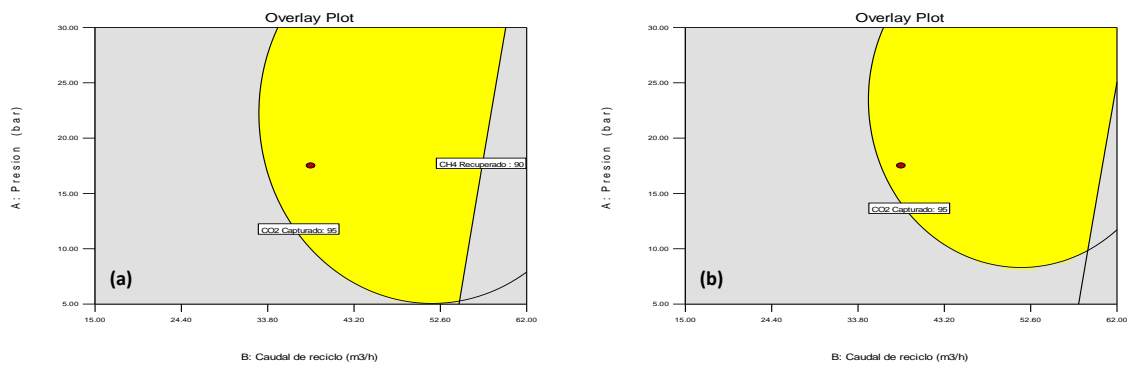 Overlay Plot
30.00
25.00
20.00
15.00
10.00
5.00
A: Presion (bar)
CH4 Recuperado : 90
CO2 Capturado: 95
(a)
15.00 24.40 33.80 43.20 52.60 62.00
B: Caudal de reciclo (m3/h)
Overlay Plot
30.00
25.00
20.00
15.00
10.00
5.00
A: Presion (bar)
CO2 Capturado: 95
(b)
15.00 24.40 33.80 43.20 52.60 62.00
B: Caudal de reciclo (m3/h)